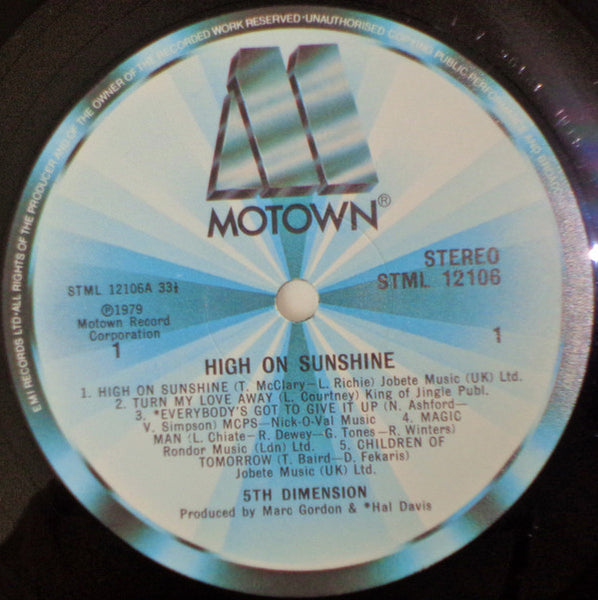 EMI RECORDS LTD·ALL RIGHTS OF THE PRODUCER AND OF THE OWNER OF THE RECORDED WORK RESERVED·UNAUTHORISED COPYING PUBLIC PERFORMANCE AND
MOTOWN®
STEREO
STML 12106
STML 12106A 33⅓
Ⓟ1979
Motown Record
Corporation
1
1
HIGH ON SUNSHINE
1. HIGH ON SUNSHINE (T. McClary—L. Richie) Jobete Music (UK) Ltd.
2. TURN MY LOVE AWAY (L. Courtney) King of Jingle Publ.
3. *EVERYBODY'S GOT TO GIVE IT UP (N. Ashford—
V. Simpson) MCPS—Nick-O-Val Music 4. MAGIC
MAN (L. Chiate—R. Dewey—G. Tones—R. Winters)
Rondor Music (Ldn) Ltd. 5. CHILDREN OF
TOMORROW (T. Baird—D. Fekaris)
Jobete Music (UK) Ltd.
5TH DIMENSION
Produced by Marc Gordon & *Hal Davis